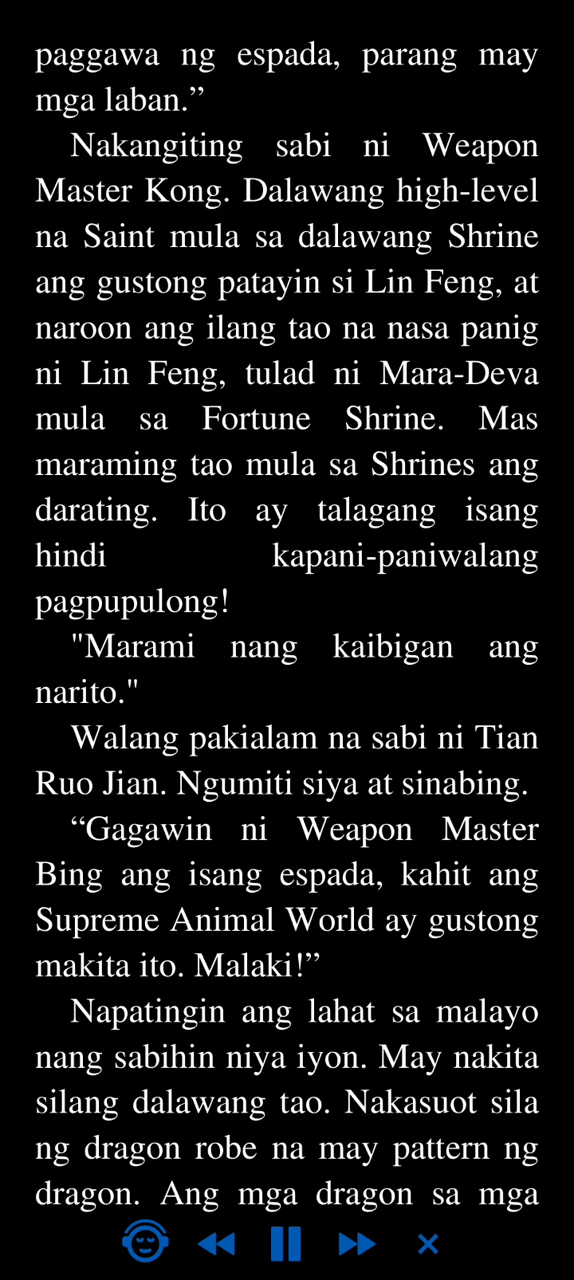 paggawa ng espada, parang may
mga laban.”
Nakangiting sabi ni Weapon
Master Kong. Dalawang high-level
na Saint mula sa dalawang Shrine
ang gustong patayin si Lin Feng, at
naroon ang ilang tao na nasa panig
ni Lin Feng, tulad ni Mara-Deva
mula sa Fortune Shrine. Mas
maraming tao mula sa Shrines ang
darating. Ito ay talagang isang
hindi kapani-paniwalang
pagpupulong!
"Marami nang kaibigan ang
narito."
Walang pakialam na sabi ni Tian
Ruo Jian. Ngumiti siya at sinabing.
“Gagawin ni Weapon Master
Bing ang isang espada, kahit ang
Supreme Animal World ay gustong
makita ito. Malaki!”
Napatingin ang lahat sa malayo
nang sabihin niya iyon. May nakita
silang dalawang tao. Nakasuot sila
ng dragon robe na may pattern ng
dragon. Ang mga dragon sa mga